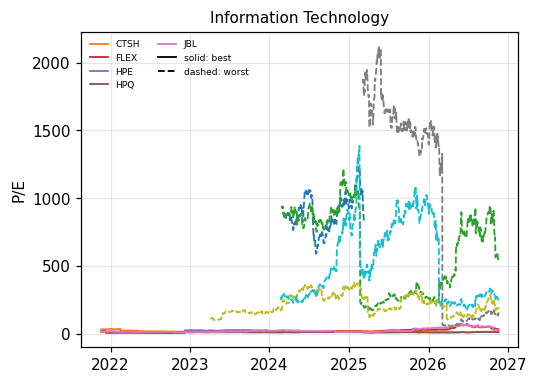 Information Technology
P/E
2000
1500
1000
500
0
CTSH
FLEX
HPE
HPQ
JBL
solid: best
dashed: worst
2022
2023
2024
2025
2026
2027